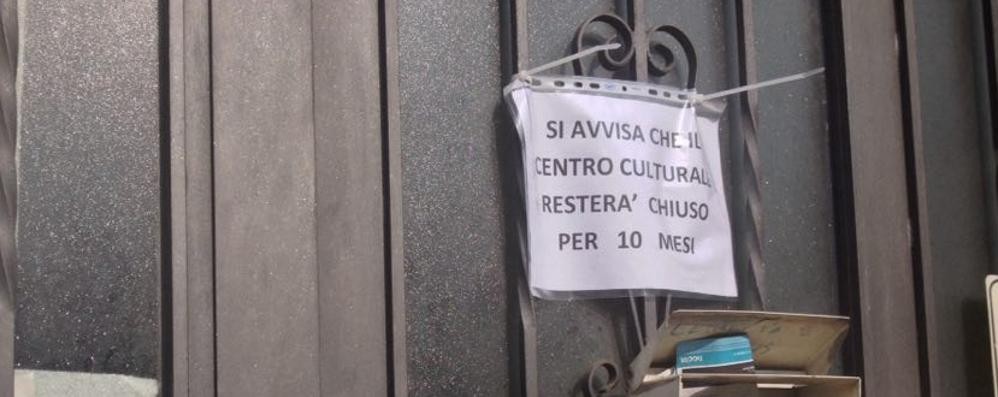 SI AVVISA CHE IL
CENTRO CULTURALE
RESTERA' CHIUSO
PER 10 MESI